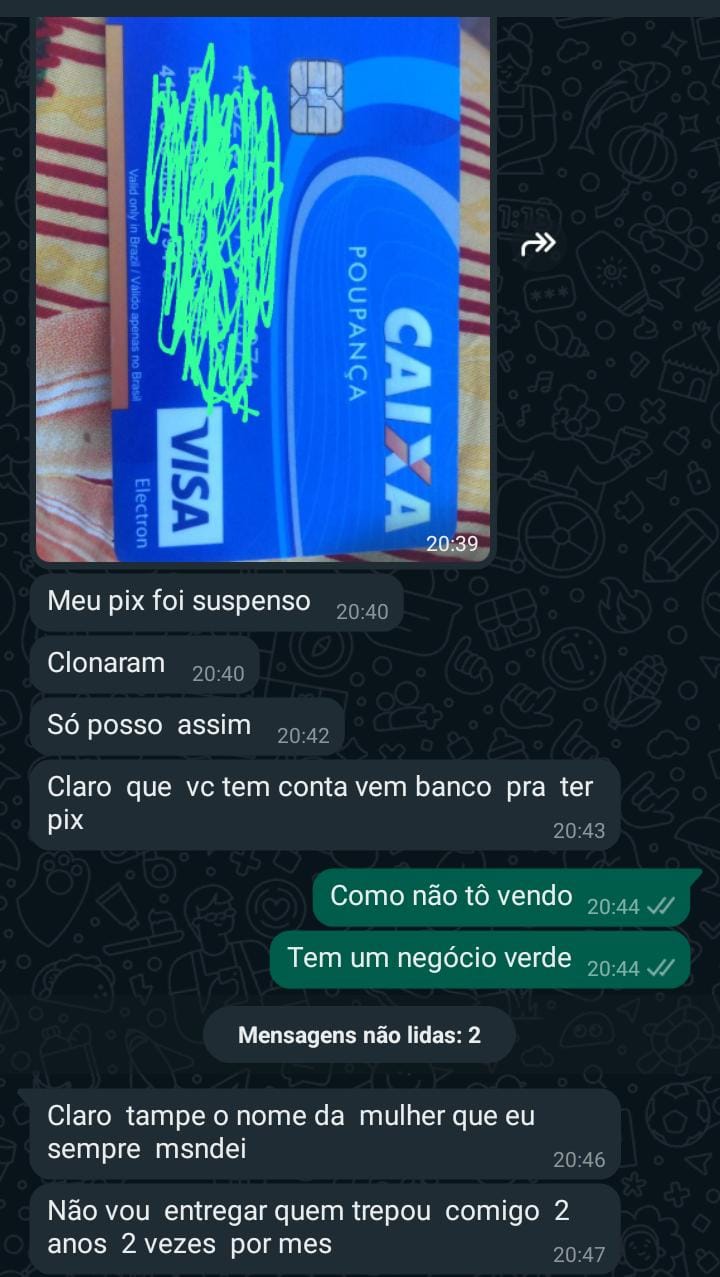 CAIXA
POUPANÇA
Valid only in Brazil / Válido apenas no Brasil
VISA
Electron
20:39
Meu pix foi suspenso 20:40
Clonaram 20:40
Só posso assim 20:42
Claro que vc tem conta vem banco pra ter
pix 20:43
Como não tô vendo 20:44
Tem um negócio verde 20:44
Mensagens não lidas: 2
Claro tampe o nome da mulher que eu
sempre msndei 20:46
Não vou entregar quem trepou comigo 2
anos 2 vezes por mes 20:47